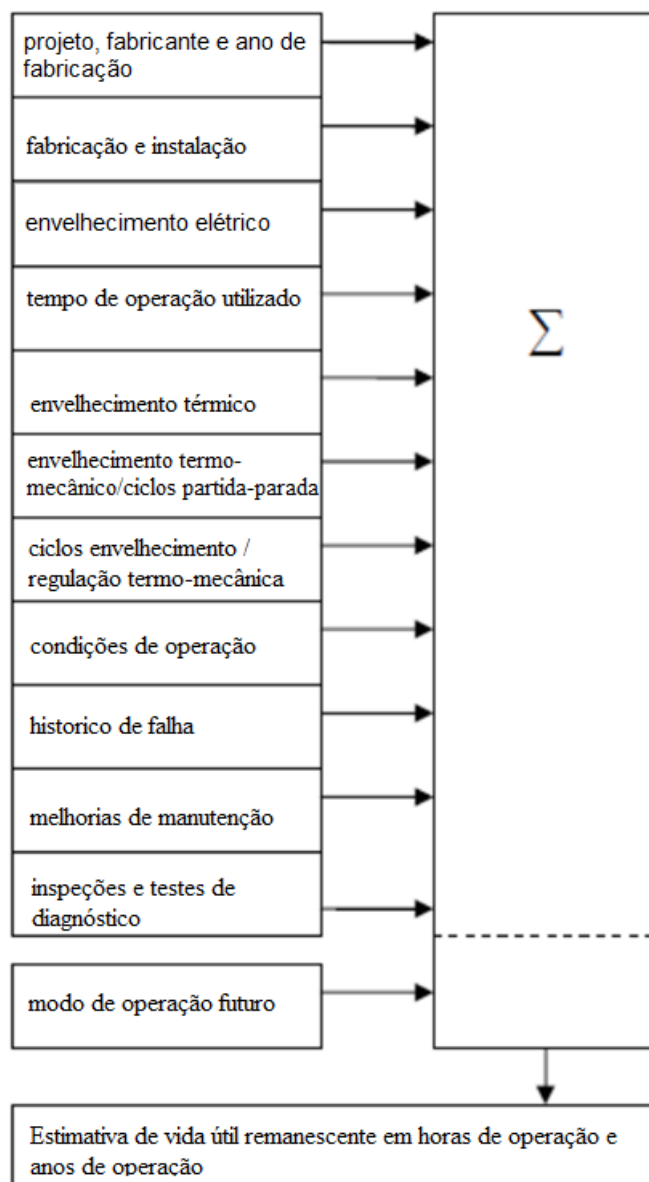 projeto, fabricante e ano de
fabricação
fabricação e instalação
envelhecimento elétrico
tempo de operação utilizado
∑
envelhecimento térmico
envelhecimento termo-
mecânico/ciclos partida-parada
ciclos envelhecimento /
regulação termo-mecânica
condições de operação
historico de falha
melhorias de manutenção
inspeções e testes de
diagnóstico
modo de operação futuro
Estimativa de vida útil remanescente em horas de operação e
anos de operação